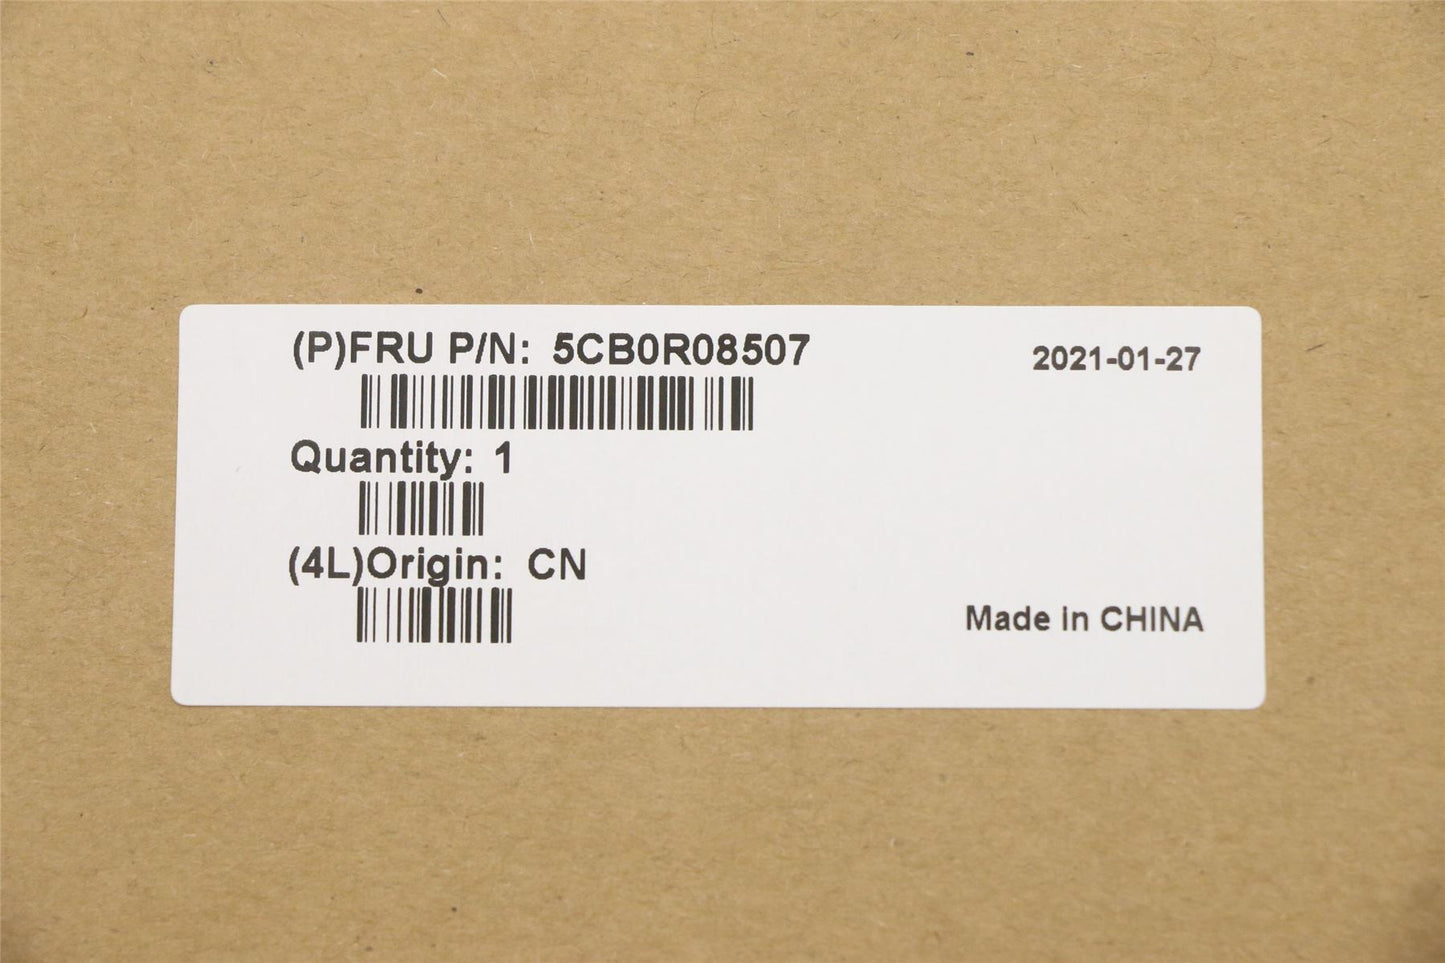 (P)FRU P/N: 5CB0R08507
2021-01-27
Quantity: 1
(4L)Origin: CN
Made in CHINA